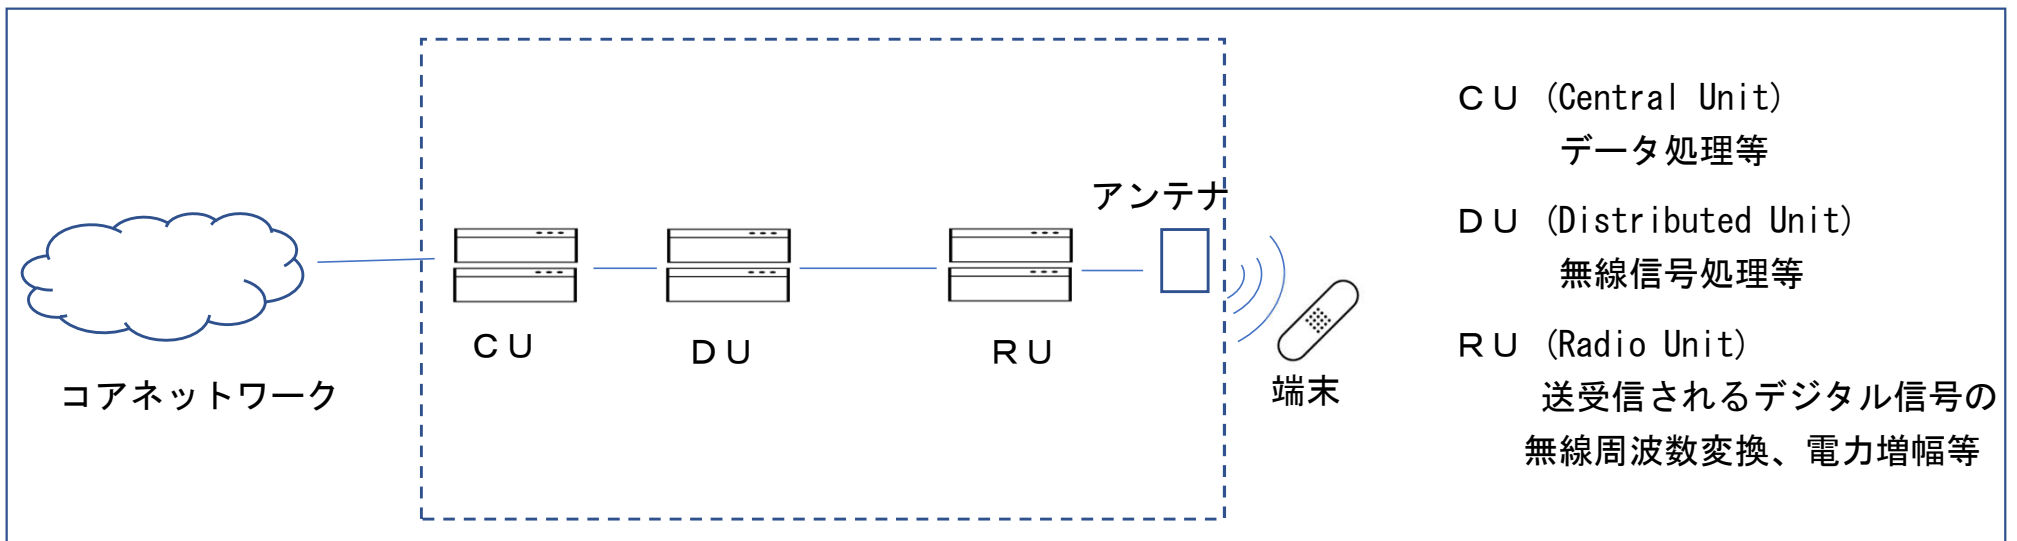 アンテナ
CU
DU
RU
コアネットワーク
端末
CU (Central Unit)
データ処理等
DU (Distributed Unit)
無線信号処理等
RU (Radio Unit)
送受信されるデジタル信号の
無線周波数変換、電力増幅等